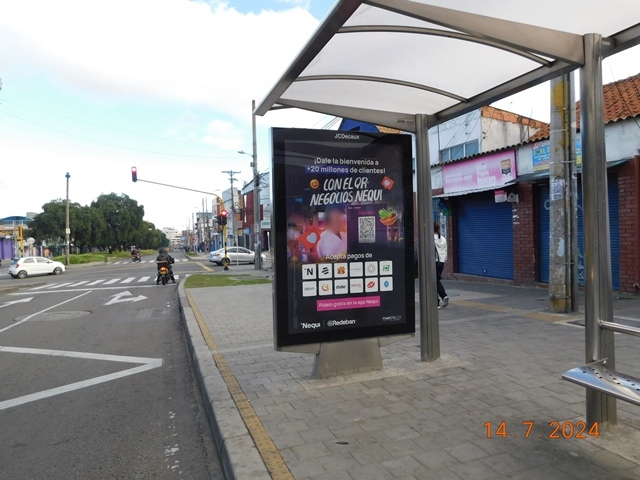 JCDecaux
¡Dale la bienvenida a
+20 millones de clientes!
CON EL QR
NEGOCIOS NEQUI
Acepta pagos de
N
Pídelo gratis en la app Nequi
Nequi
Redeban
14.7.2024